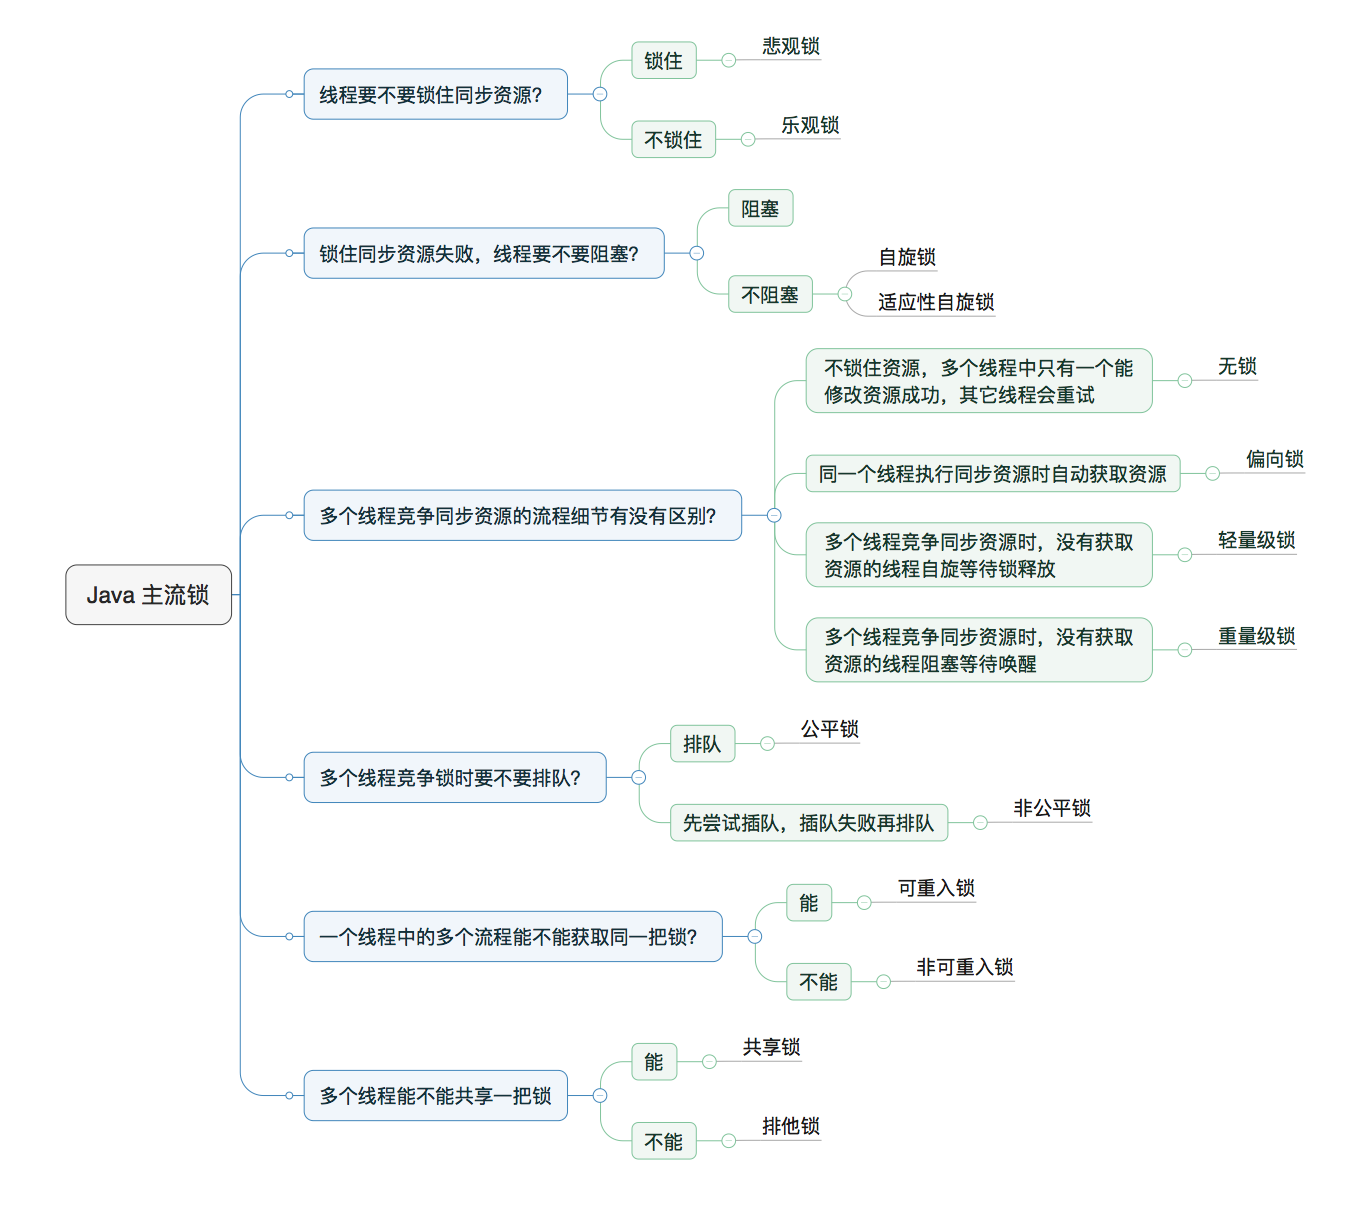 Java 主流锁
线程要不要锁住同步资源？
锁住
悲观锁
不锁住
乐观锁
锁住同步资源失败，线程要不要阻塞？
阻塞
不阻塞
自旋锁
适应性自旋锁
多个线程竞争同步资源的流程细节有没有区别？
不锁住资源，多个线程中只有一个能
修改资源成功，其它线程会重试
无锁
同一个线程执行同步资源时自动获取资源
偏向锁
多个线程竞争同步资源时，没有获取
资源的线程自旋等待锁释放
轻量级锁
多个线程竞争同步资源时，没有获取
资源的线程阻塞等待唤醒
重量级锁
多个线程竞争锁时要不要排队？
排队
公平锁
先尝试插队，插队失败再排队
非公平锁
一个线程中的多个流程能不能获取同一把锁？
能
可重入锁
不能
非可重入锁
多个线程能不能共享一把锁
能
共享锁
不能
排他锁